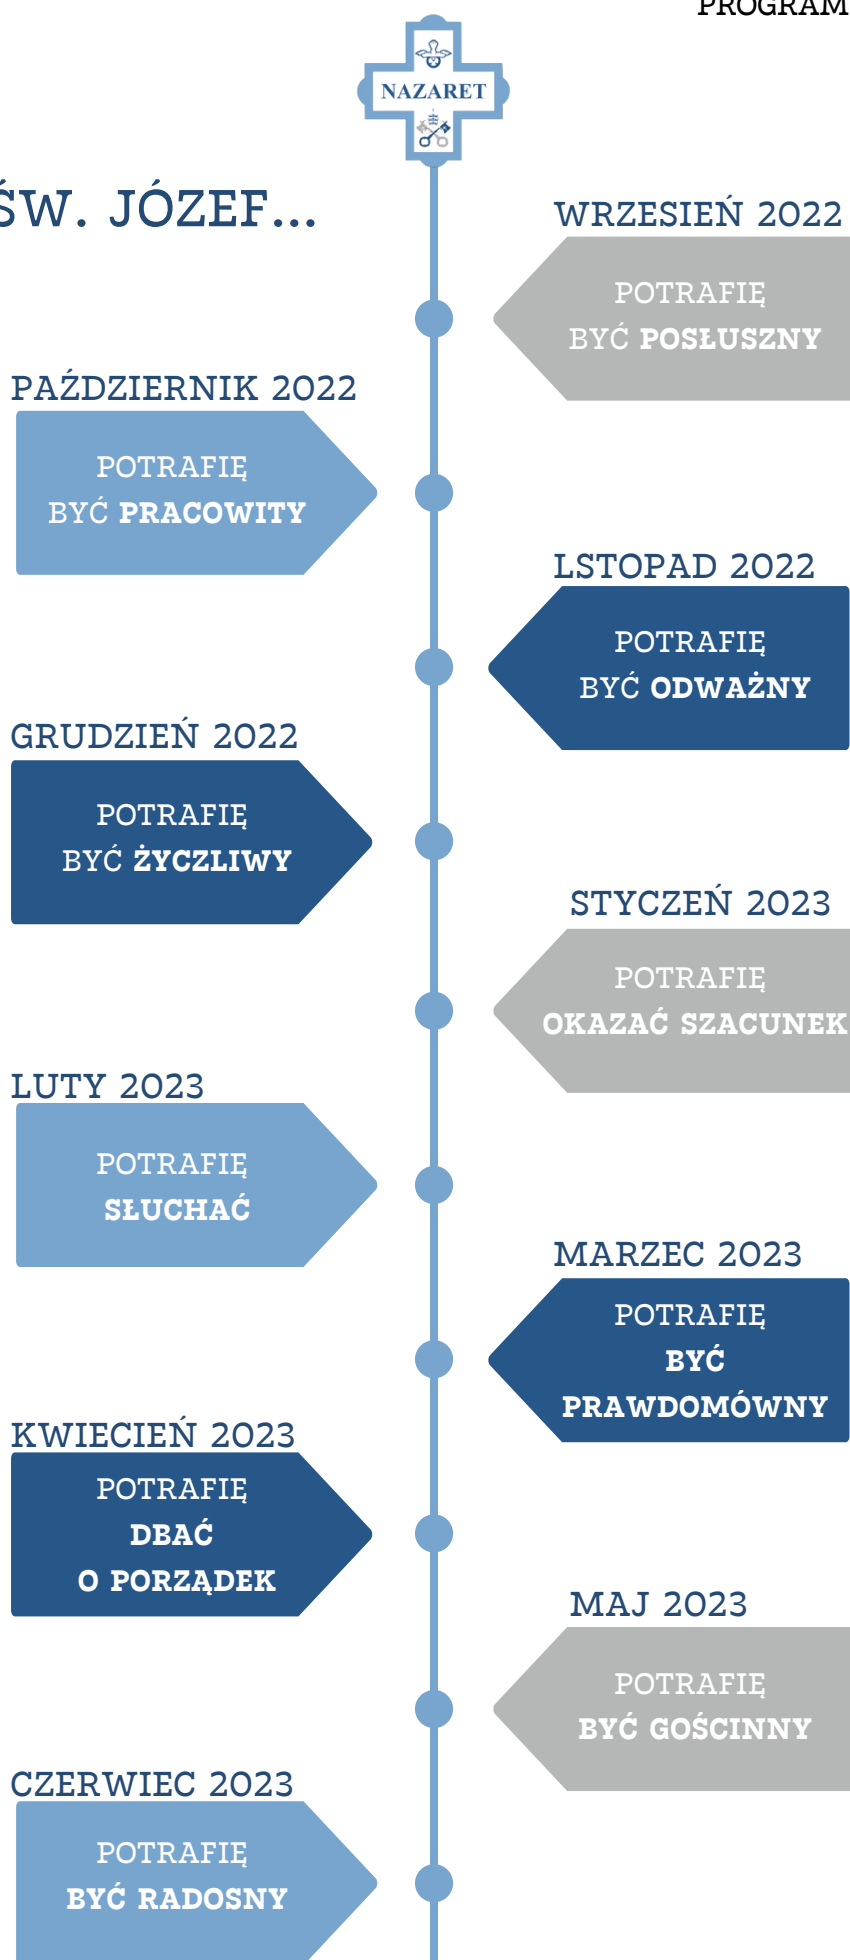 PROGRAM
NAZARET
ŚW. JÓZEF...
WRZESIEŃ 2022
POTRAFIĘ
BYĆ POSŁUSZNY
PAŹDZIERNIK 2022
POTRAFIĘ
BYĆ PRACOWITY
LSTOPAD 2022
POTRAFIĘ
BYĆ ODWAŻNY
GRUDZIEŃ 2022
POTRAFIĘ
BYĆ ŻYCZLIWY
STYCZEŃ 2023
POTRAFIĘ
OKAZAĆ SZACUNEK
LUTY 2023
POTRAFIĘ
SŁUCHAĆ
MARZEC 2023
POTRAFIĘ
BYĆ
PRAWDOMÓWNY
KWIECIEŃ 2023
POTRAFIĘ
DBAĆ
O PORZĄDEK
MAJ 2023
POTRAFIĘ
BYĆ GOŚCINNY
CZERWIEC 2023
POTRAFIĘ
BYĆ RADOSNY